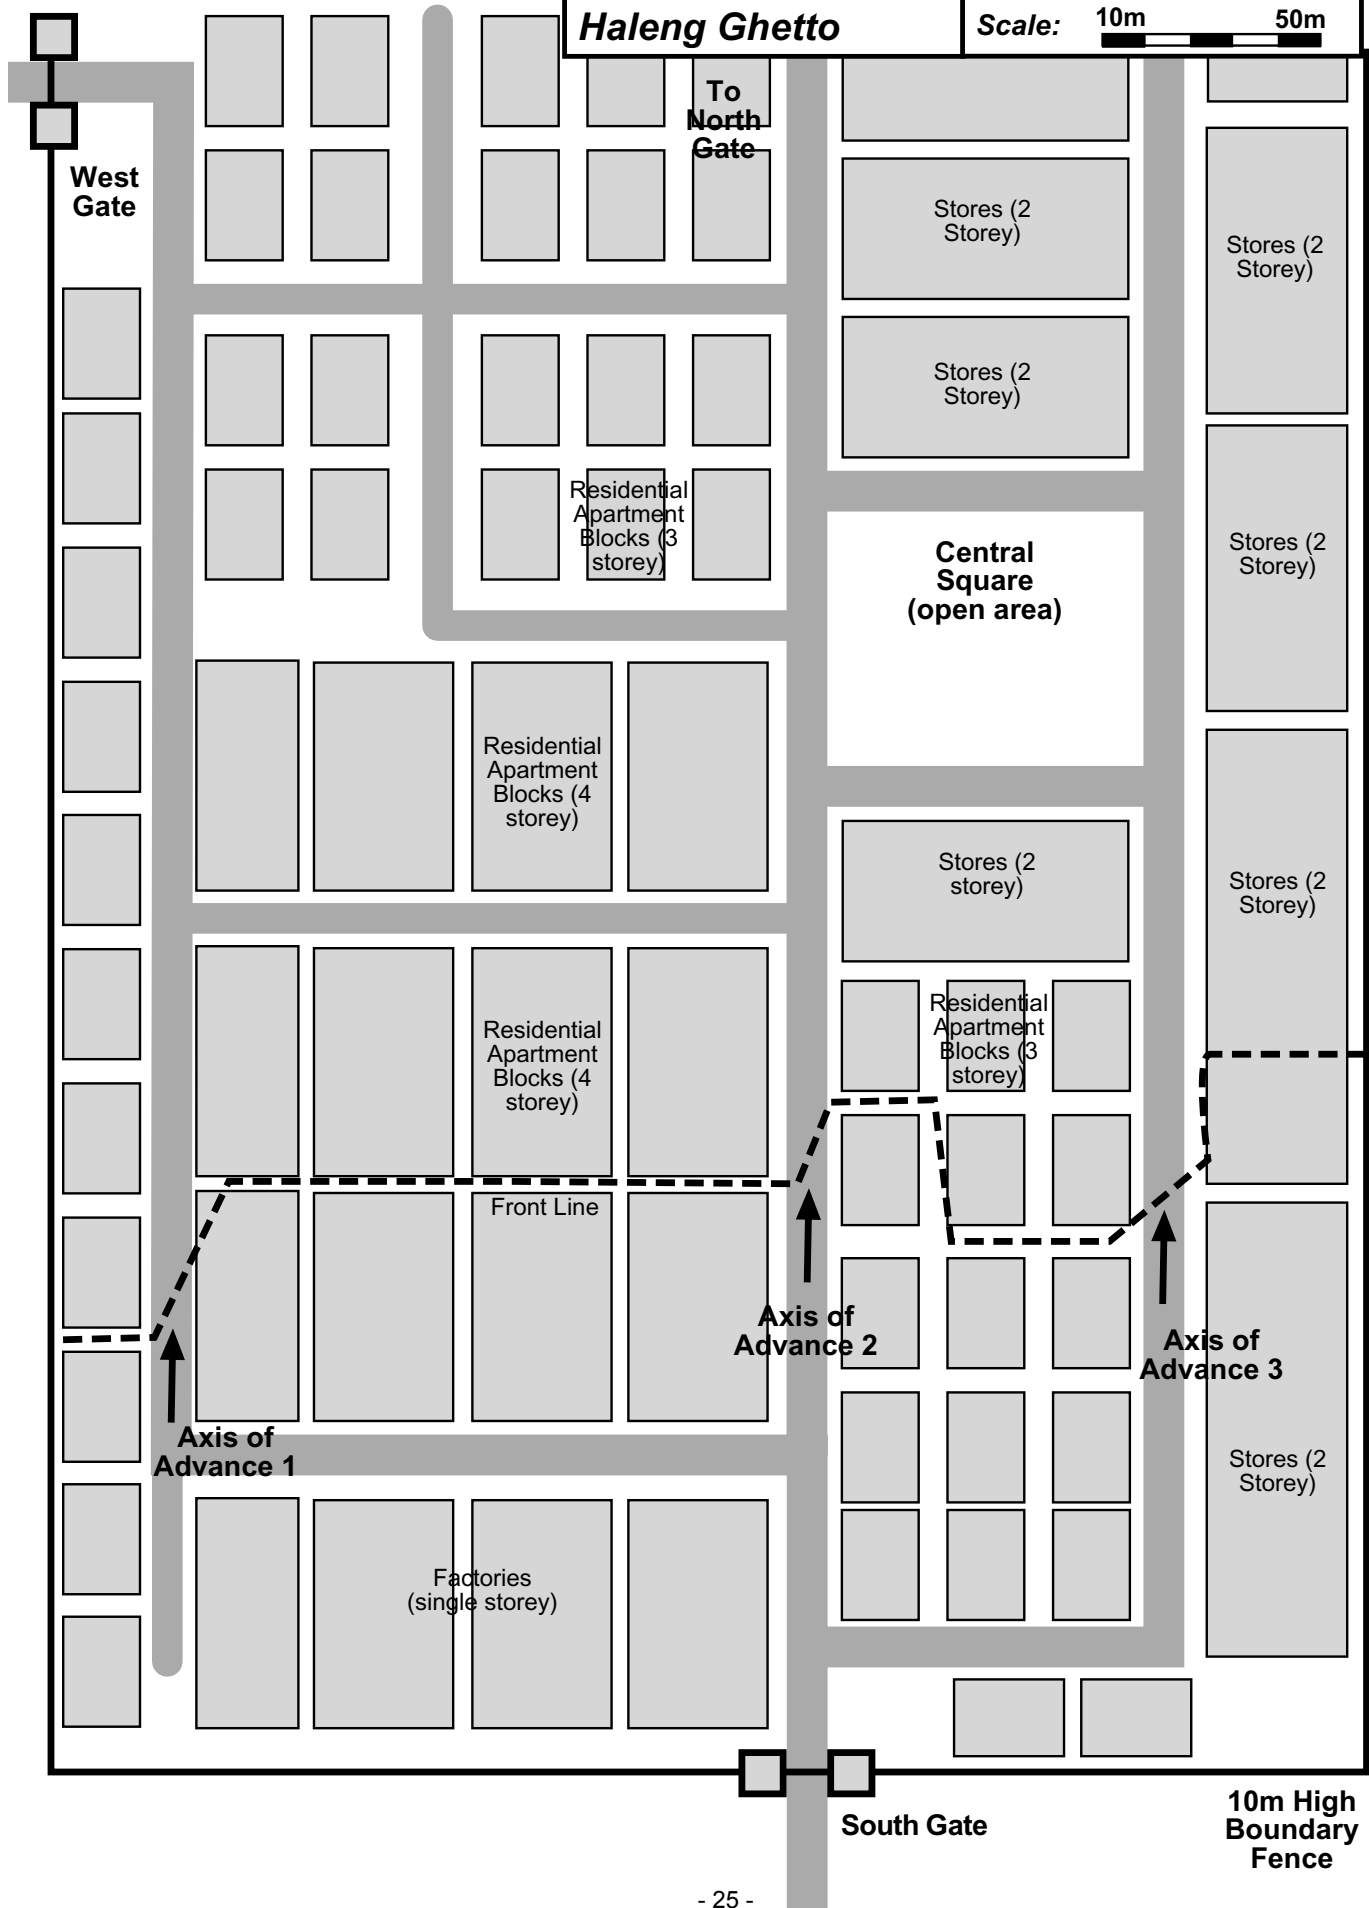 Haleng Ghetto
Scale:
10m
50m
To
North
Gate
West
Gate
Stores (2
Storey)
Stores (2
Storey)
Stores (2
Storey)
Residential
Apartment
Blocks (3
storey)
Central
Square
(open area)
Stores (2
Storey)
Residential
Apartment
Blocks (4
storey)
Stores (2
storey)
Stores (2
Storey)
Residential
Apartment
Blocks (4
storey)
Residential
Apartment
Blocks (3
storey)
Front Line
Axis of
Advance 2
Axis of
Advance 3
Axis of
Advance 1
Stores (2
Storey)
Factories
(single storey)
South Gate
10m High
Boundary
Fence
- 25 -